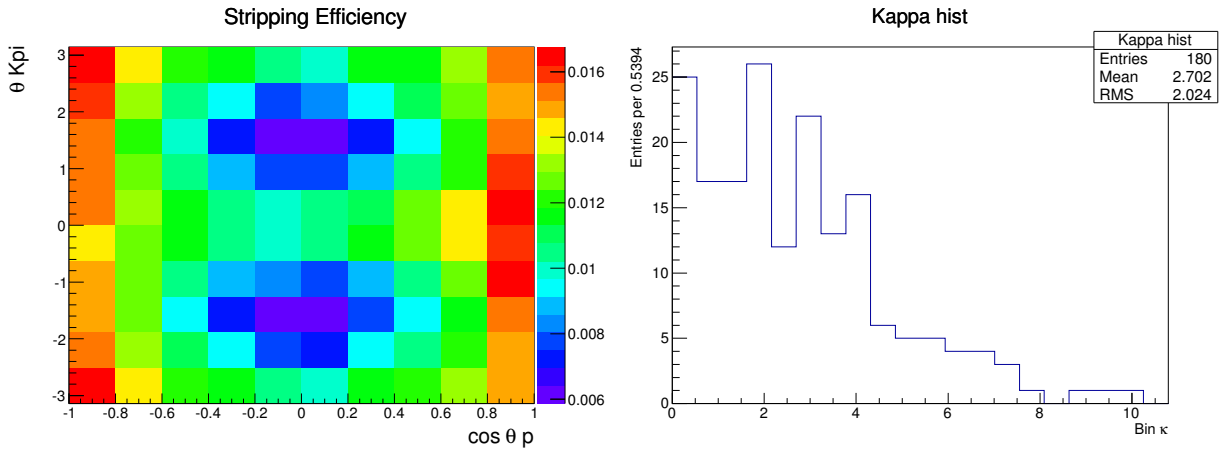 Stripping Efficiency
θ Kpi
3
2
1
0
-1
-2
-3
-1 -0.8 -0.6 -0.4 -0.2 0 0.2 0.4 0.6 0.8 1
cos θ p
0.016
0.014
0.012
0.01
0.008
0.006
Kappa hist
Kappa hist
Entries 180
Mean 2.702
RMS 2.024
Entries per 0.5394
25
20
15
10
5
0
0 2 4 6 8 10
Bin κ